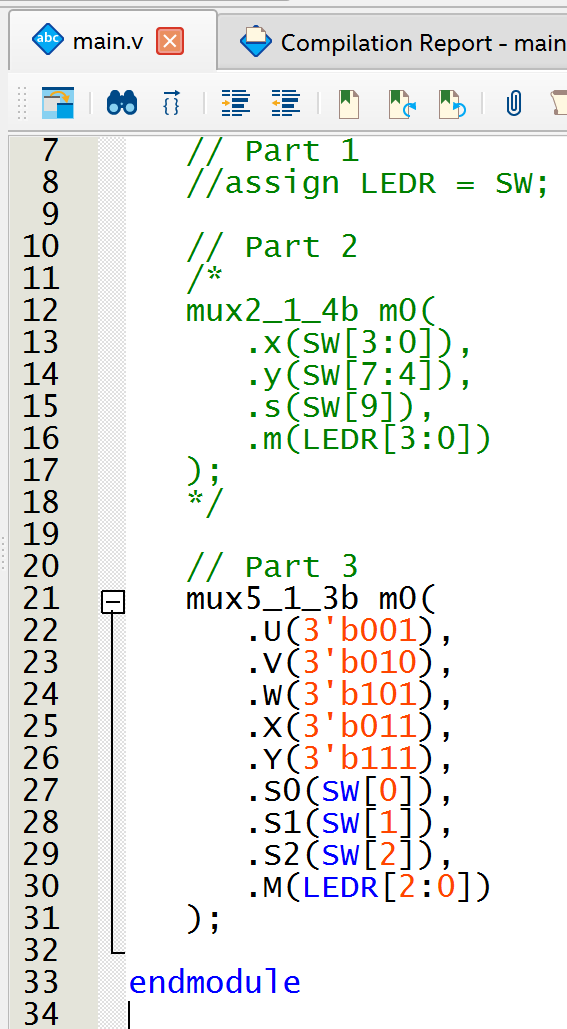 abc main.v Compilation Report - main
7 // Part 1
8 //assign LEDR = SW;
9
10 // Part 2
11 /*
12 mux2_1_4b m0(
13 .x(SW[3:0]),
14 .y(SW[7:4]),
15 .s(SW[9]),
16 .m(LEDR[3:0])
17 );
18 */
19
20 // Part 3
21 mux5_1_3b m0(
22 .U(3'b001),
23 .V(3'b010),
24 .W(3'b101),
25 .X(3'b011),
26 .Y(3'b111),
27 .S0(SW[0]),
28 .S1(SW[1]),
29 .S2(SW[2]),
30 .M(LEDR[2:0])
31 );
32
33 endmodule
34